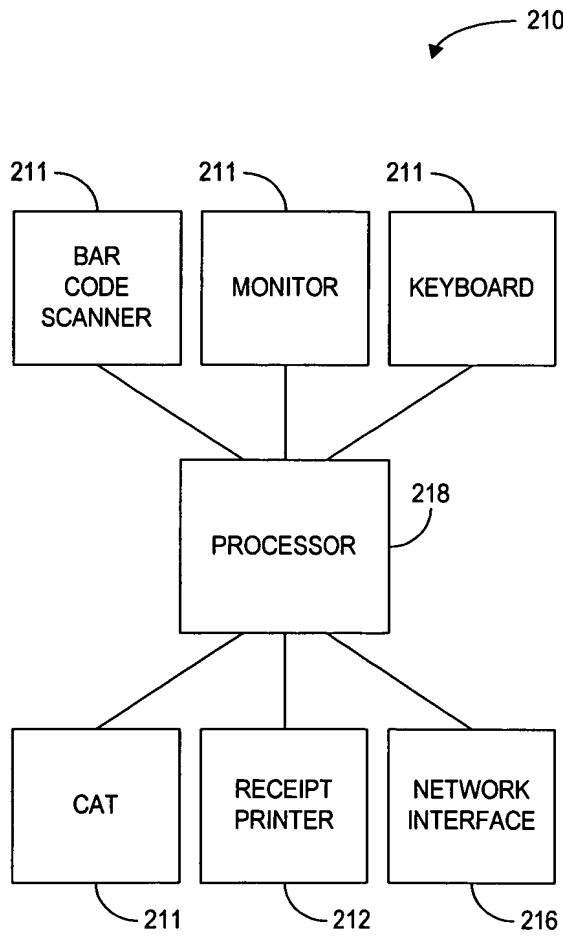 210
211
211
211
BAR
CODE
SCANNER
MONITOR
KEYBOARD
218
PROCESSOR
CAT
RECEIPT
PRINTER
NETWORK
INTERFACE
211
212
216